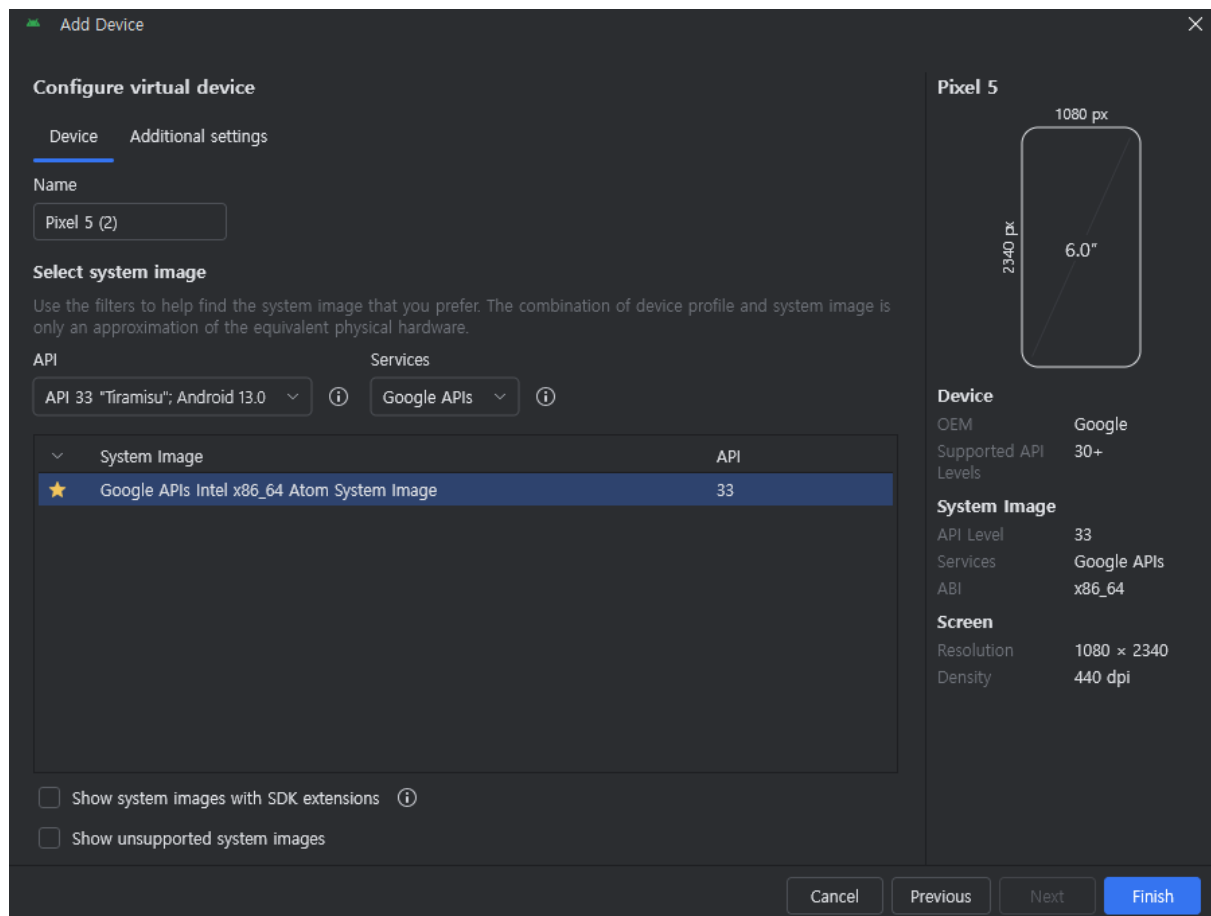 Add Device
Configure virtual device
Device Additional settings
Name
Pixel 5 (2)
Select system image
Use the filters to help find the system image that you prefer. The combination of device profile and system image is
only an approximation of the equivalent physical hardware.
API Services
API 33 "Tiramisu"; Android 13.0 Google APIs
System Image API
Google APIs Intel x86_64 Atom System Image 33
Show system images with SDK extensions
Show unsupported system images
Pixel 5
1080 px
2340 px
6.0″
Device
OEM Google
Supported API 30+
Levels
System Image
API Level 33
Services Google APIs
ABI x86_64
Screen
Resolution 1080 × 2340
Density 440 dpi
Cancel Previous Next Finish